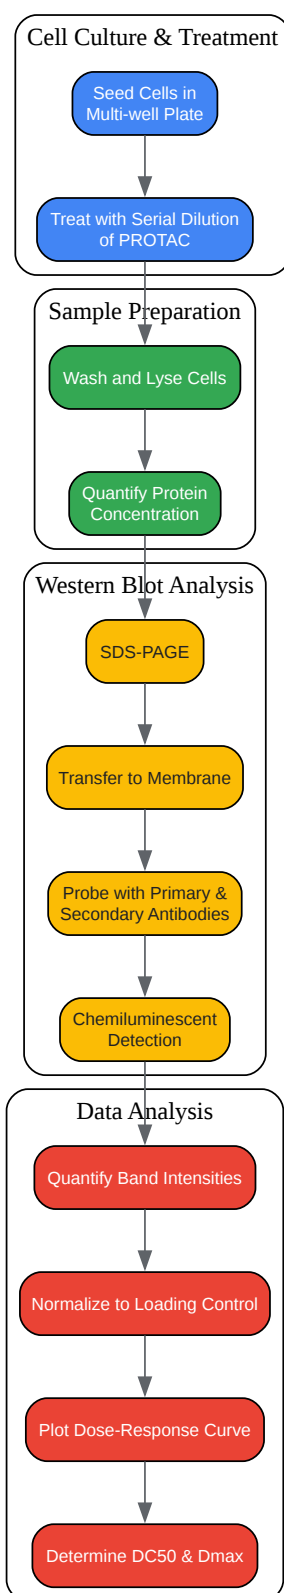 Cell Culture & Treatment
Seed Cells in
Multi-well Plate
Treat with Serial Dilution
of PROTAC
Sample Preparation
Wash and Lyse Cells
Quantify Protein
Concentration
Western Blot Analysis
SDS-PAGE
Transfer to Membrane
Probe with Primary &
Secondary Antibodies
Chemiluminescent
Detection
Data Analysis
Quantify Band Intensities
Normalize to Loading Control
Plot Dose-Response Curve
Determine DC50 & Dmax